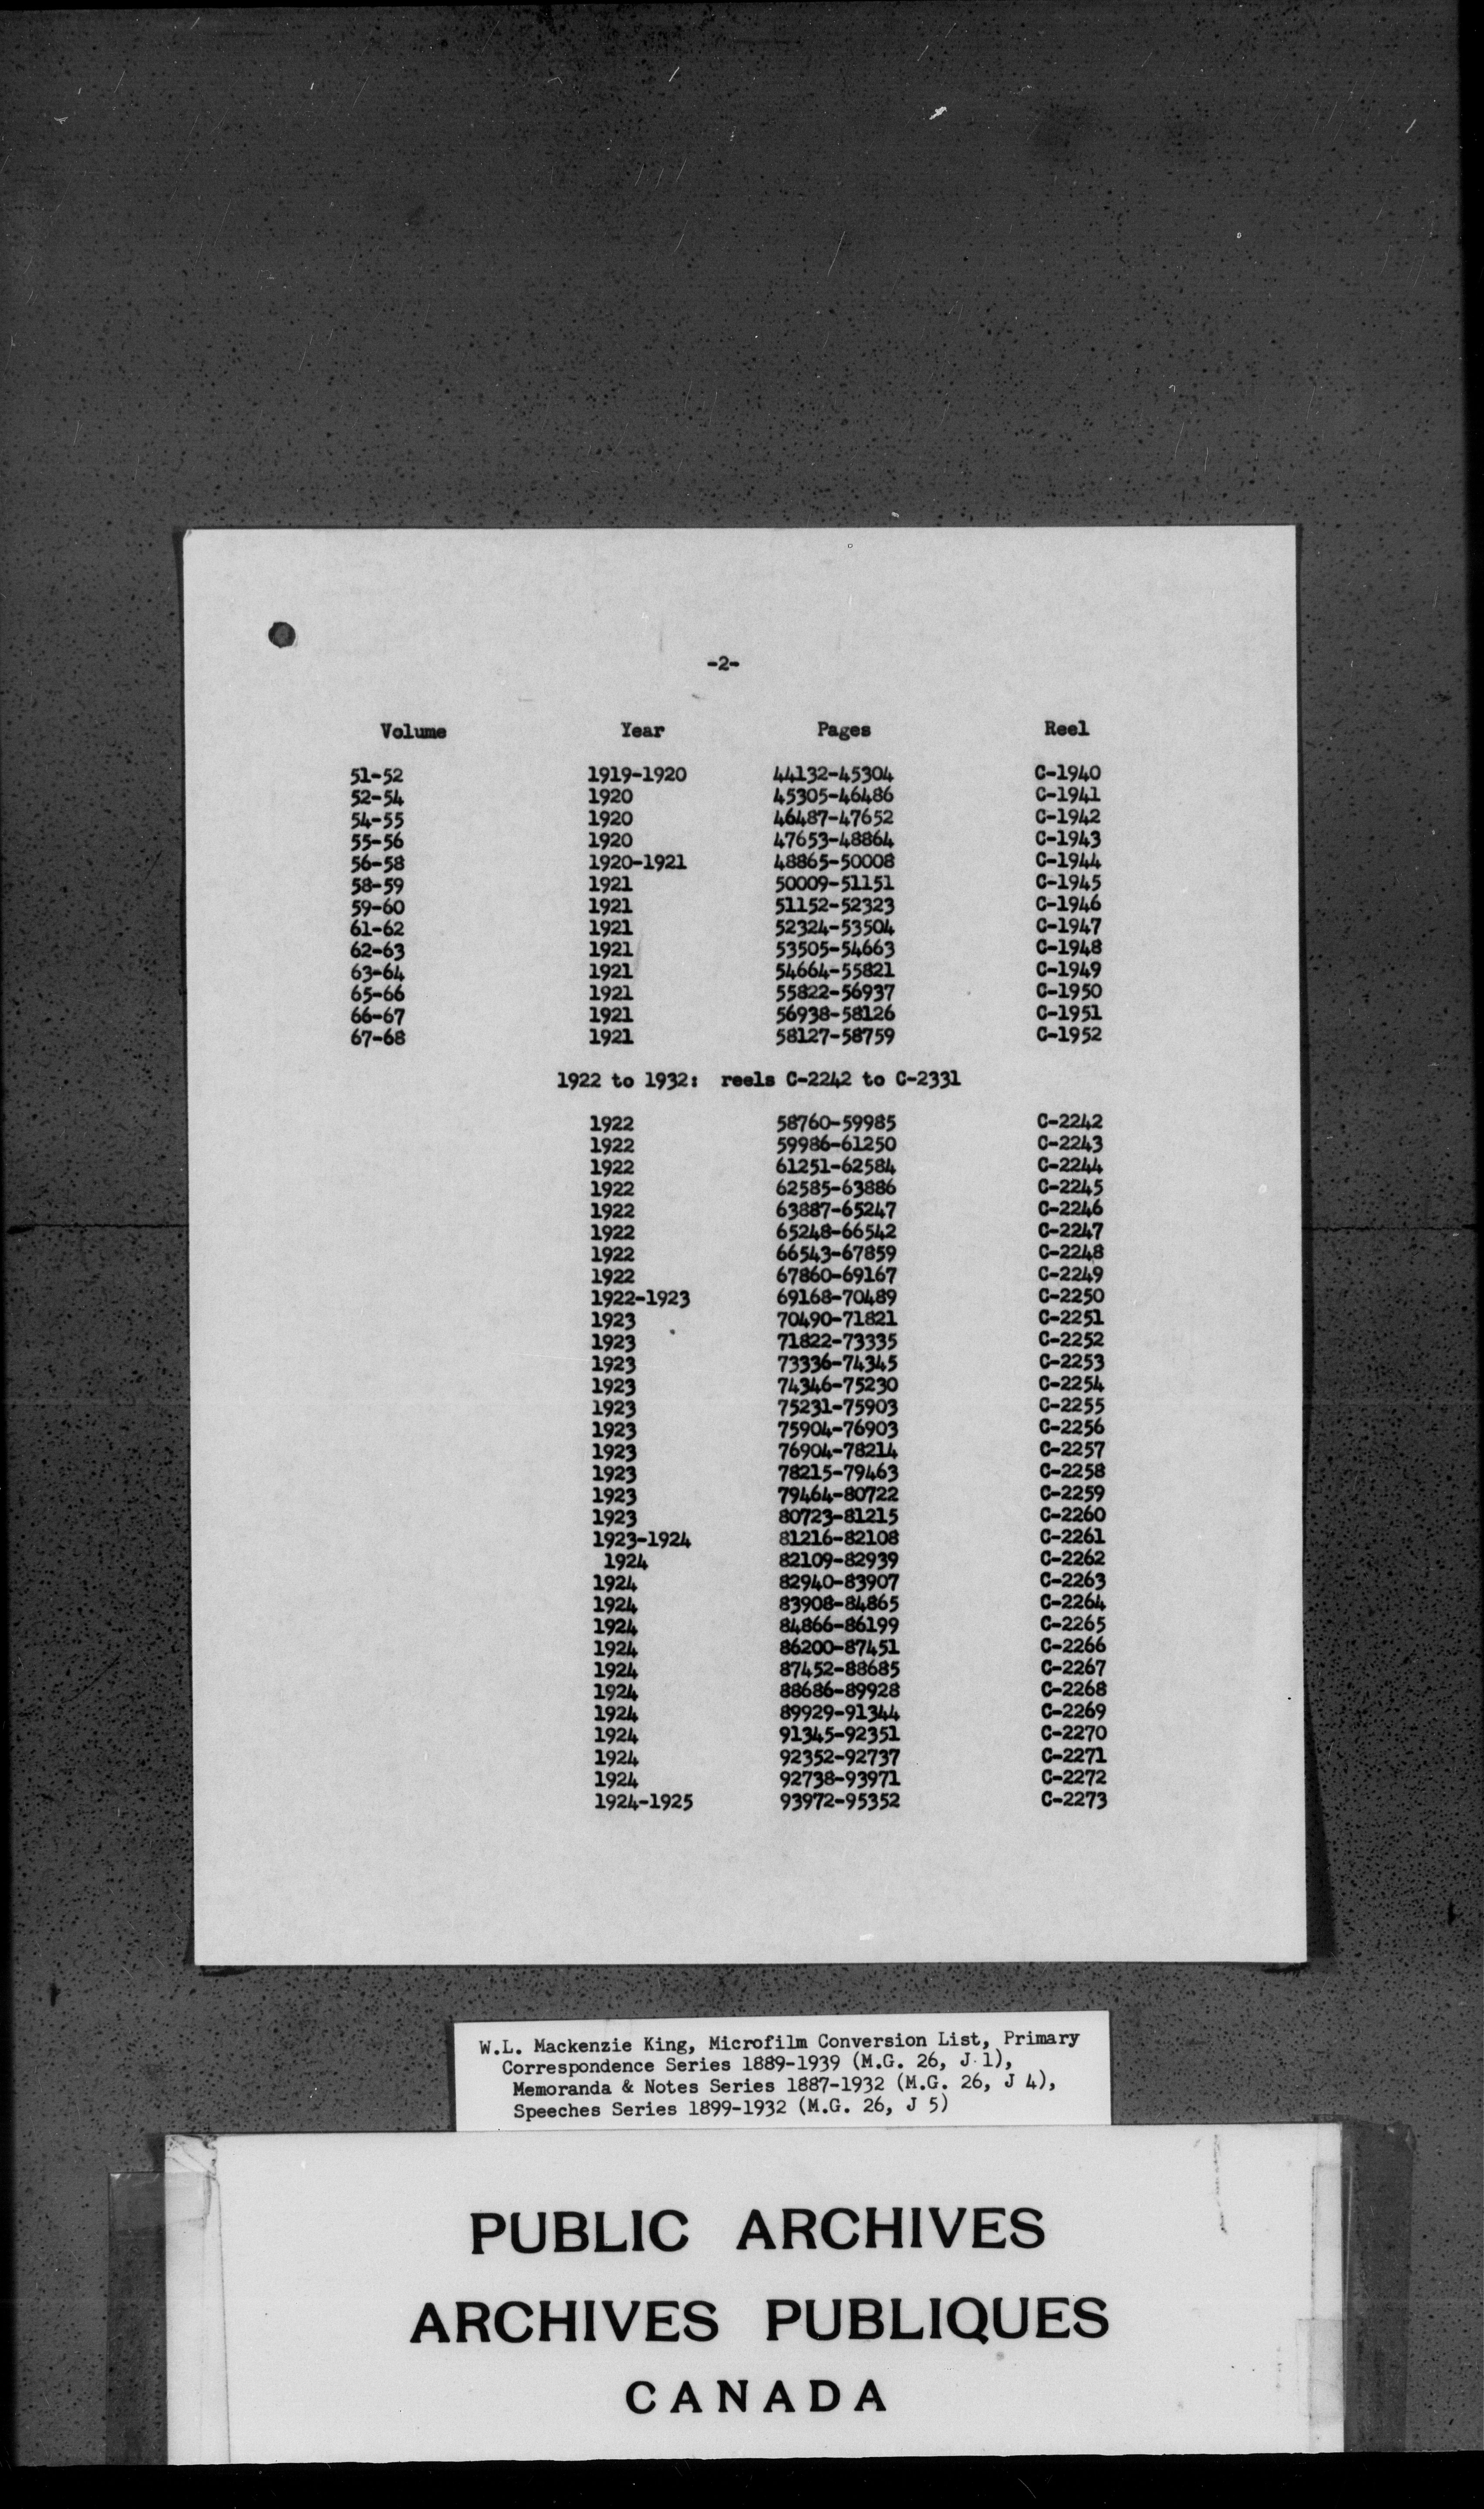 -2-
Volume Year Pages Reel
51-52 1919-1920 44132-45304 C-1940
52-54 1920 45305-46486 C-1941
54-55 1920 46487-47652 C-1942
55-56 1920 47653-48864 C-1943
56-58 1920-1921 48865-50008 C-1944
58-59 1921 50009-51151 C-1945
59-60 1921 51152-52323 C-1946
61-62 1921 52324-53504 C-1947
62-63 1921 53505-54663 C-1948
63-64 1921 54664-55821 C-1949
65-66 1921 55822-56937 C-1950
66-67 1921 56938-58126 C-1951
67-68 1921 58127-58759 C-1952
1922 to 1932: reels C-2242 to C-2331
1922 58760-59985 C-2242
1922 59986-61250 C-2243
1922 61251-62584 C-2244
1922 62585-63886 C-2245
1922 63887-65247 C-2246
1922 65248-66542 C-2247
1922 66543-67859 C-2248
1922 67860-69167 C-2249
1922-1923 69168-70489 C-2250
1923 70490-71821 C-2251
1923 71822-73335 C-2252
1923 73336-74345 C-2253
1923 74346-75230 C-2254
1923 75231-75903 C-2255
1923 75904-76903 C-2256
1923 76904-78214 C-2257
1923 78215-79463 C-2258
1923 79464-80722 C-2259
1923 80723-81215 C-2260
1923-1924 81216-82108 C-2261
1924 82109-82939 C-2262
1924 82940-83907 C-2263
1924 83908-84865 C-2264
1924 84866-86199 C-2265
1924 86200-87451 C-2266
1924 87452-88685 C-2267
1924 88686-89928 C-2268
1924 89929-91344 C-2269
1924 91345-92351 C-2270
1924 92352-92737 C-2271
1924 92738-93971 C-2272
1924-1925 93972-95352 C-2273
W.L. Mackenzie King, Microfilm Conversion List, Primary
Correspondence Series 1889-1939 (M.G. 26, J 1),
Memoranda & Notes Series 1887-1932 (M.G. 26, J 4),
Speeches Series 1899-1932 (M.G. 26, J 5)
PUBLIC ARCHIVES
ARCHIVES PUBLIQUES
CANADA